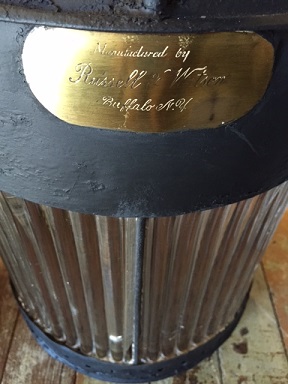 Manufactured by
Russell &
Buffalo N.Y.